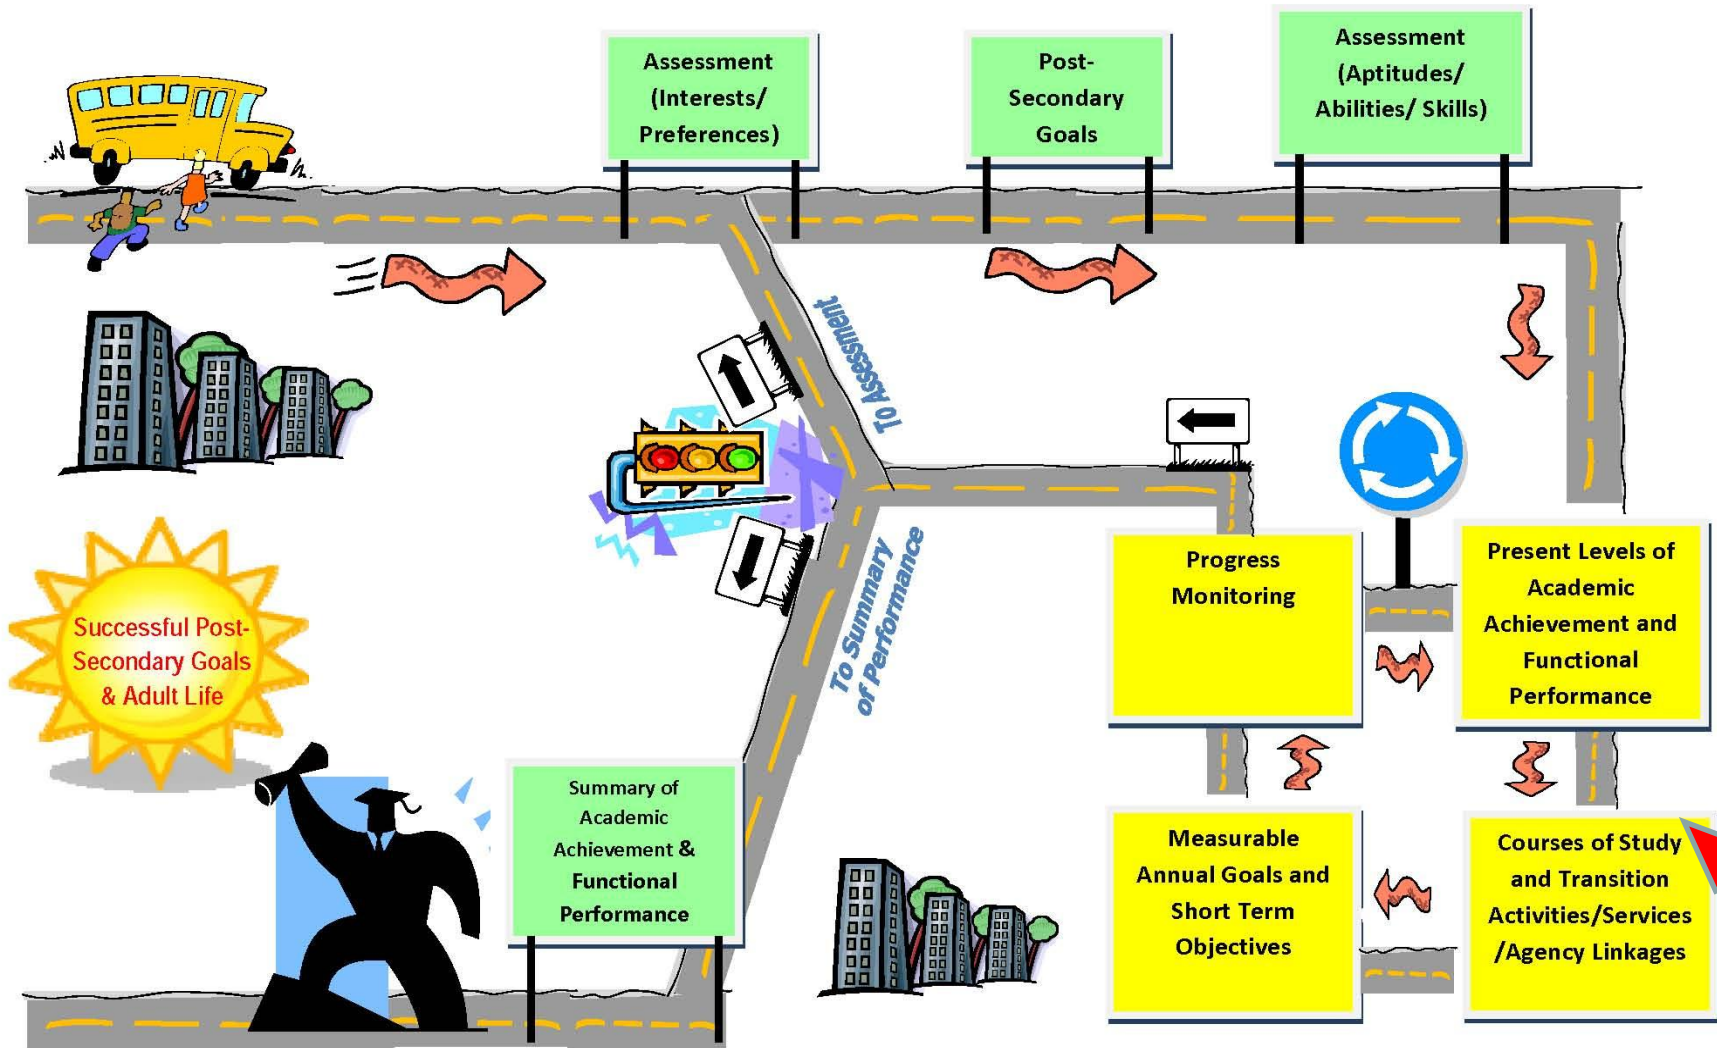 Assessment
(Interests/
Preferences)
Post-
Secondary
Goals
Assessment
(Aptitudes/
Abilities/ Skills)
To Assessment
To Summary
of Performance
Progress
Monitoring
Present Levels of
Academic
Achievement and
Functional
Performance
Successful Post-
Secondary Goals
& Adult Life
Summary of
Academic
Achievement &
Functional
Performance
Measurable
Annual Goals and
Short Term
Objectives
Courses of Study
and Transition
Activities/Services
/Agency Linkages